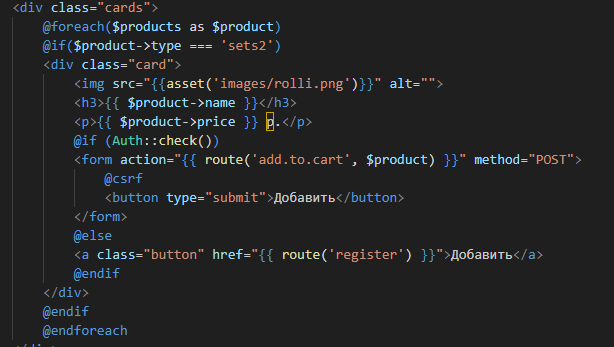 <div class="cards">
@foreach($products as $product)
@if($product->type === 'sets2')
<div class="card">
<img src="{{asset('images/rolli.png')}}" alt="">
<h3>{{ $product->name }}</h3>
<p>{{ $product->price }} р.</p>
@if (Auth::check())
<form action="{{ route('add.to.cart', $product) }}" method="POST">
@csrf
<button type="submit">Добавить</button>
</form>
@else
<a class="button" href="{{ route('register') }}">Добавить</a>
@endif
</div>
@endif
@endforeach